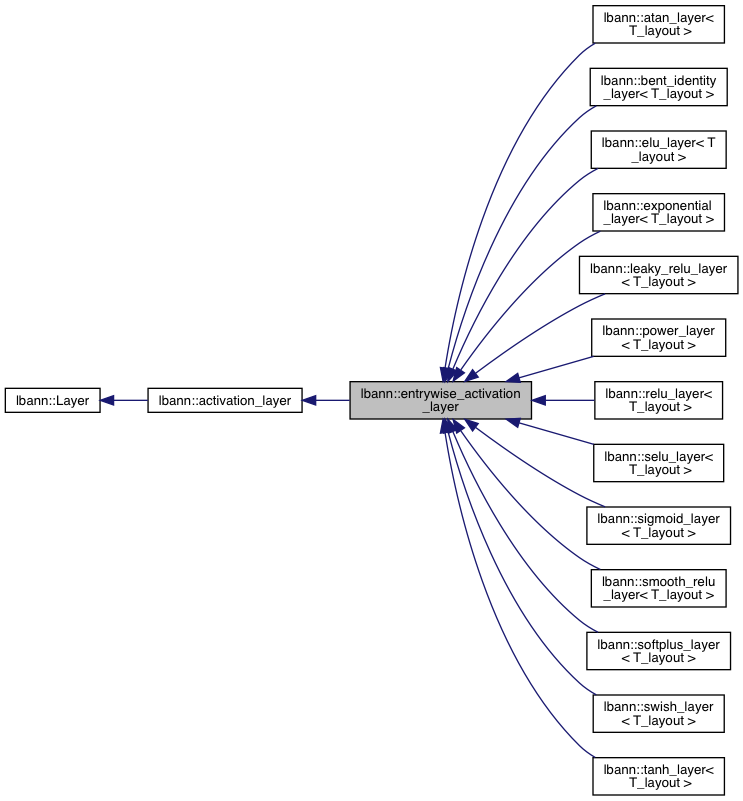 lbann::atan_layer<
T_layout >
lbann::bent_identity
_layer< T_layout >
lbann::elu_layer< T
_layout >
lbann::exponential
_layer< T_layout >
lbann::leaky_relu_layer
< T_layout >
lbann::power_layer
< T_layout >
lbann::Layer
lbann::activation_layer
lbann::entrywise_activation
_layer
lbann::relu_layer<
T_layout >
lbann::selu_layer<
T_layout >
lbann::sigmoid_layer
< T_layout >
lbann::smooth_relu
_layer< T_layout >
lbann::softplus_layer
< T_layout >
lbann::swish_layer
< T_layout >
lbann::tanh_layer<
T_layout >